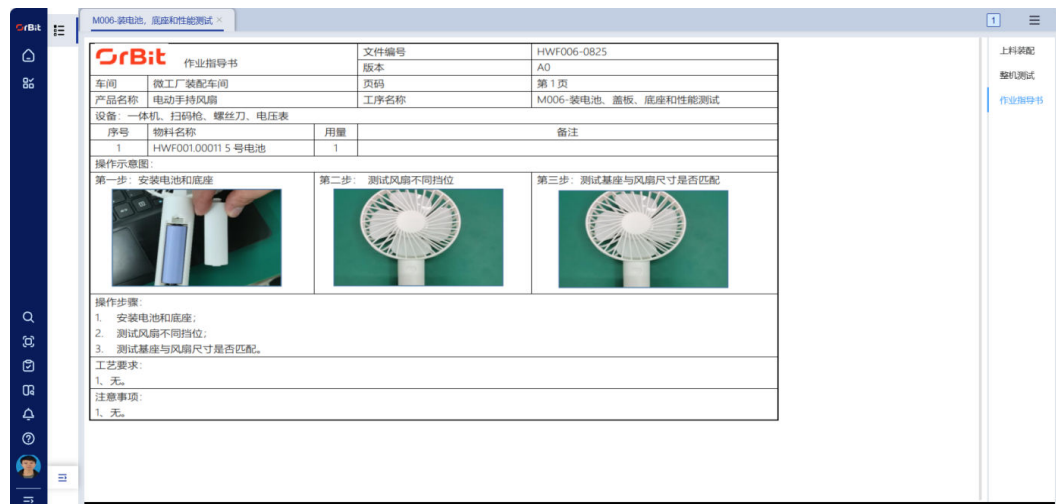 OrBit
M006-装电池，底座和性能测试 ×
1
上料装配
整机测试
作业指导书
OrBit 作业指导书
文件编号 HWF006-0825
版本 A0
车间 微工厂装配车间 页码 第 1 页
产品名称 电动手持风扇 工序名称 M006-装电池、盖板、底座和性能测试
设备：一体机、扫码枪、螺丝刀、电压表
序号 物料名称 用量 备注
1 HWF001.00011 5 号电池 1
操作示意图：
第一步：安装电池和底座 第二步： 测试风扇不同挡位 第三步：测试基座与风扇尺寸是否匹配
操作步骤：
1. 安装电池和底座；
2. 测试风扇不同挡位；
3. 测试基座与风扇尺寸是否匹配。
工艺要求：
1、无。
注意事项：
1、无。